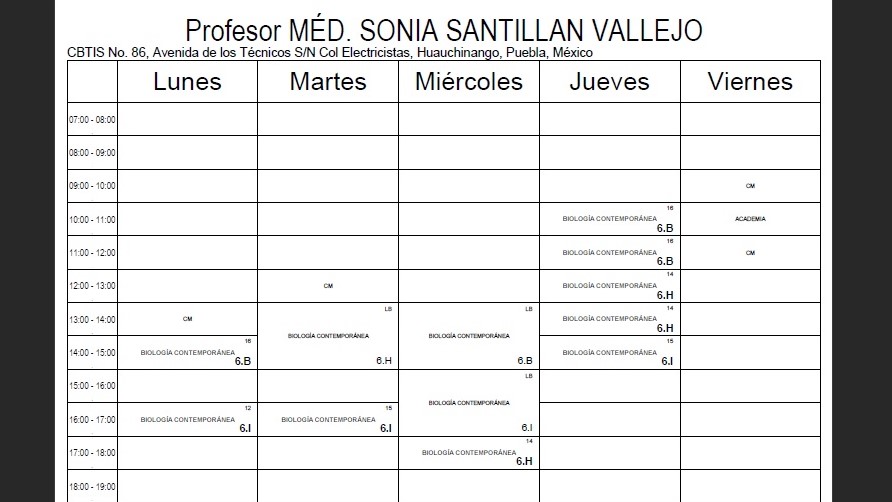 Profesor MÉD. SONIA SANTILLAN VALLEJO
CBTIS No. 86, Avenida de los Técnicos S/N Col Electricistas, Huauchinango, Puebla, México
Lunes Martes Miércoles Jueves Viernes
07:00 - 08:00
08:00 - 09:00
09:00 - 10:00 CM
10:00 - 11:00 16 BIOLOGÍA CONTEMPORÁNEA 6.B ACADEMIA
11:00 - 12:00 16 BIOLOGÍA CONTEMPORÁNEA 6.B CM
12:00 - 13:00 CM 14 BIOLOGÍA CONTEMPORÁNEA 6.H
13:00 - 14:00 CM LB BIOLOGÍA CONTEMPORÁNEA 6.H LB BIOLOGÍA CONTEMPORÁNEA 6.B 14 BIOLOGÍA CONTEMPORÁNEA 6.H
14:00 - 15:00 16 BIOLOGÍA CONTEMPORÁNEA 6.B 15 BIOLOGÍA CONTEMPORÁNEA 6.I
15:00 - 16:00 LB BIOLOGÍA CONTEMPORÁNEA 6.I
16:00 - 17:00 12 BIOLOGÍA CONTEMPORÁNEA 6.I 15 BIOLOGÍA CONTEMPORÁNEA 6.I
17:00 - 18:00 14 BIOLOGÍA CONTEMPORÁNEA 6.H
18:00 - 19:00